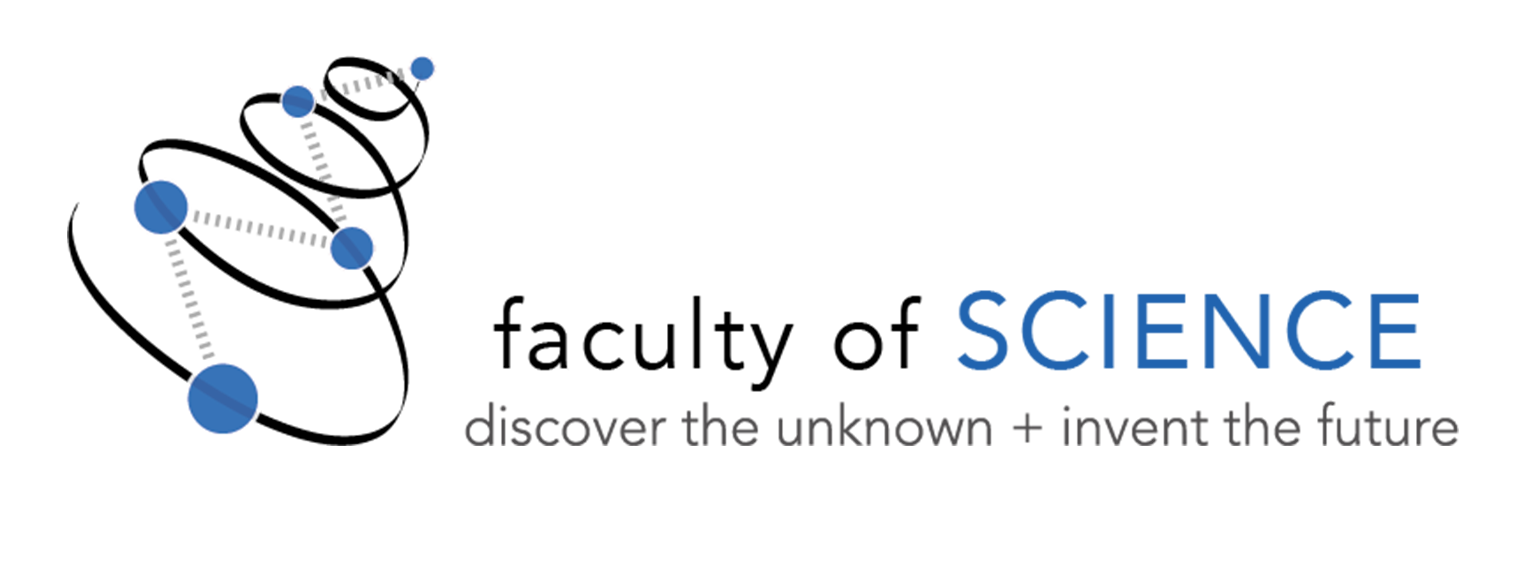 faculty of SCIENCE
discover the unknown + invent the future